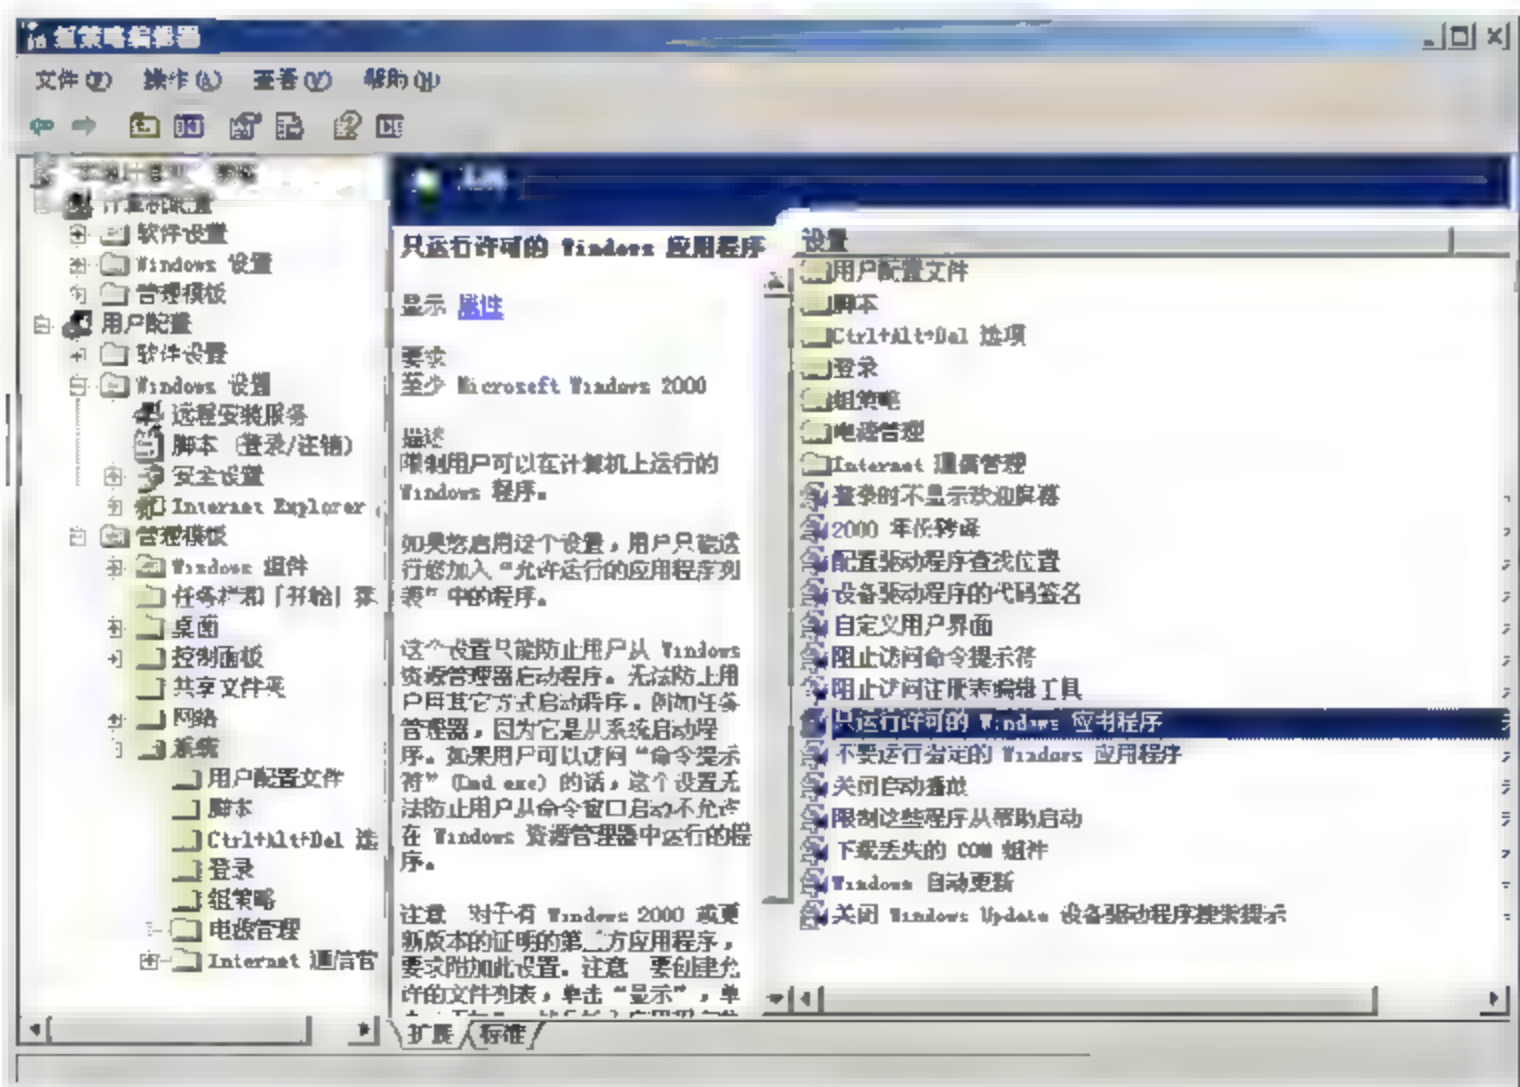 组策略编辑器
文件(F) 操作(A) 查看(V) 帮助(H)
计算机配置
软件设置
Windows 设置
管理模板
用户配置
软件设置
Windows 设置
远程安装服务
脚本 (登录/注销)
安全设置
Internet Explorer
管理模板
Windows 组件
任务栏和「开始」菜
桌面
控制面板
共享文件夹
网络
系统
用户配置文件
脚本
Ctrl+Alt+Del 选
登录
组策略
电源管理
Internet 通信管
系统
只运行许可的 Windows 应用程序
显示 属性
要求
至少 Microsoft Windows 2000
描述
限制用户可以在计算机上运行的
Windows 程序。
如果您启用这个设置，用户只能运
行您加入“允许运行的应用程序列
表”中的程序。
这个设置只能防止用户从 Windows
资源管理器启动程序。无法防止用
户用其它方式启动程序，例如任务
管理器，因为它是从系统启动程
序。如果用户可以访问“命令提示
符”(Cmd.exe) 的话，这个设置无
法防止用户从命令窗口启动不允许
在 Windows 资源管理器中运行的程
序。
注意 对于有 Windows 2000 或更
新版本的证明的第三方应用程序，
要求附加此设置。注意 要创建允
许的文件列表，单击“显示”，单
扩展 标准
设置
用户配置文件
脚本
Ctrl+Alt+Del 选项
登录
组策略
电源管理
Internet 通信管理
登录时不显示欢迎屏幕
2000 年份转译
配置驱动程序查找位置
设备驱动程序的代码签名
自定义用户界面
阻止访问命令提示符
阻止访问注册表编辑工具
只运行许可的 Windows 应用程序
不要运行指定的 Windows 应用程序
关闭自动播放
限制这些程序从帮助启动
下载丢失的 COM 组件
Windows 自动更新
关闭 Windows Update 设备驱动程序搜索提示